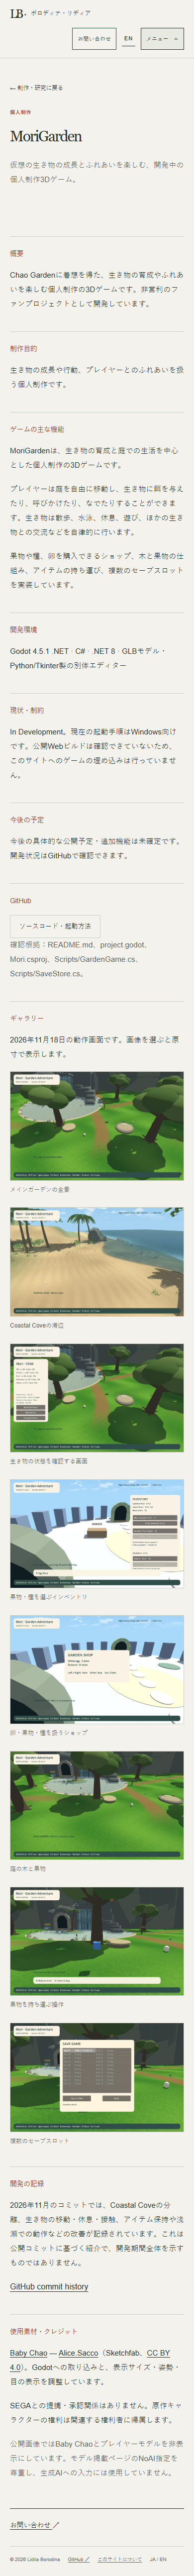 LB. ボロディナ・リディア
お問い合わせ
EN
メニュー
← 制作・研究に戻る
個人制作
MoriGarden
仮想の生き物の成長とふれあいを楽しむ、開発中の
個人制作3Dゲーム。
概要
Chao Gardenに着想を得た、生き物の育成やふれあ
いを楽しむ個人制作の3Dゲームです。非営利のフ
ァンプロジェクトとして開発しています。
制作目的
生き物の成長や行動、プレイヤーとのふれあいを扱
う個人制作です。
ゲームの主な機能
MoriGardenは、生き物の育成と庭での生活を中心
とした個人制作の3Dゲームです。
プレイヤーは庭を自由に移動し、生き物に餌を与え
たり、呼びかけたり、なでたりすることができま
す。生き物は散歩、水泳、休息、遊び、ほかの生き
物との交流などを自律的に行います。
果物や種、卵を購入できるショップ、木と果物の仕
組み、アイテムの持ち運び、複数のセーブスロット
を実装しています。
開発環境
Godot 4.5.1 .NET · C# · .NET 8 · GLBモデル・
Python/Tkinter製の別体エディター
現状・制約
In Development。現在の起動手順はWindows向け
です。公開Webビルドは確認できていないため、
このサイトへのゲームの埋め込みは行っていませ
ん。
今後の予定
今後の具体的な公開予定・追加機能は未確定です。
開発状況はGitHubで確認できます。
GitHub
ソースコード・起動方法
確認根拠：README.md、project.godot、
Mori.csproj、Scripts/GardenGame.cs、
Scripts/SaveStore.cs。
ギャラリー
2026年11月18日の動作画面です。画像を選ぶと原
寸で表示します。
メインガーデンの全景
Coastal Coveの海辺
生き物の状態を確認する画面
果物・種を選ぶインベントリ
GARDEN SHOP
卵・果物・種を扱うショップ
庭の木と果物
果物を持ち運ぶ操作
SAVE GAME
複数のセーブスロット
開発の記録
2026年11月のコミットでは、Coastal Coveの分
離、生き物の移動・休息・接触、アイテム保持や浅
瀬での動作などの改善が記録されています。これは
公開コミットに基づく紹介で、開発期間全体を示す
ものではありません。
GitHub commit history
使用素材・クレジット
Baby Chao — Alice.Sacco（Sketchfab、CC BY
4.0）。Godotへの取り込みと、表示サイズ・姿勢・
目の表示を調整しています。
SEGAとの提携・承認関係はありません。原作キャ
ラクターの権利は関連する権利者に帰属します。
公開画像ではBaby Chaoとプレイヤーモデルを非表
示にしています。モデル掲載ページのNoAI指定を
尊重し、生成AIへの入力には使用していません。
お問い合わせ ↗
© 2026 Lidiia Borodina GitHub ↗ このサイトについて JA / EN